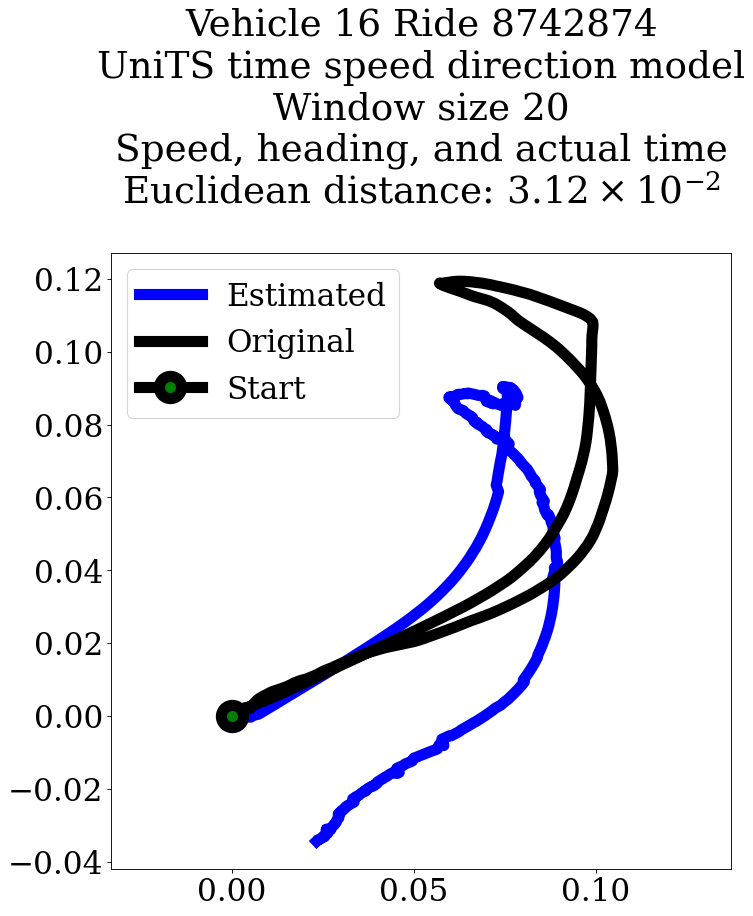 Vehicle 16 Ride 8742874
UniTS time speed direction model
Window size 20
Speed, heading, and actual time
Euclidean distance: 3.12 × 10⁻²
Estimated
Original
Start
0.12
0.10
0.08
0.06
0.04
0.02
0.00
−0.02
−0.04
0.00 0.05 0.10